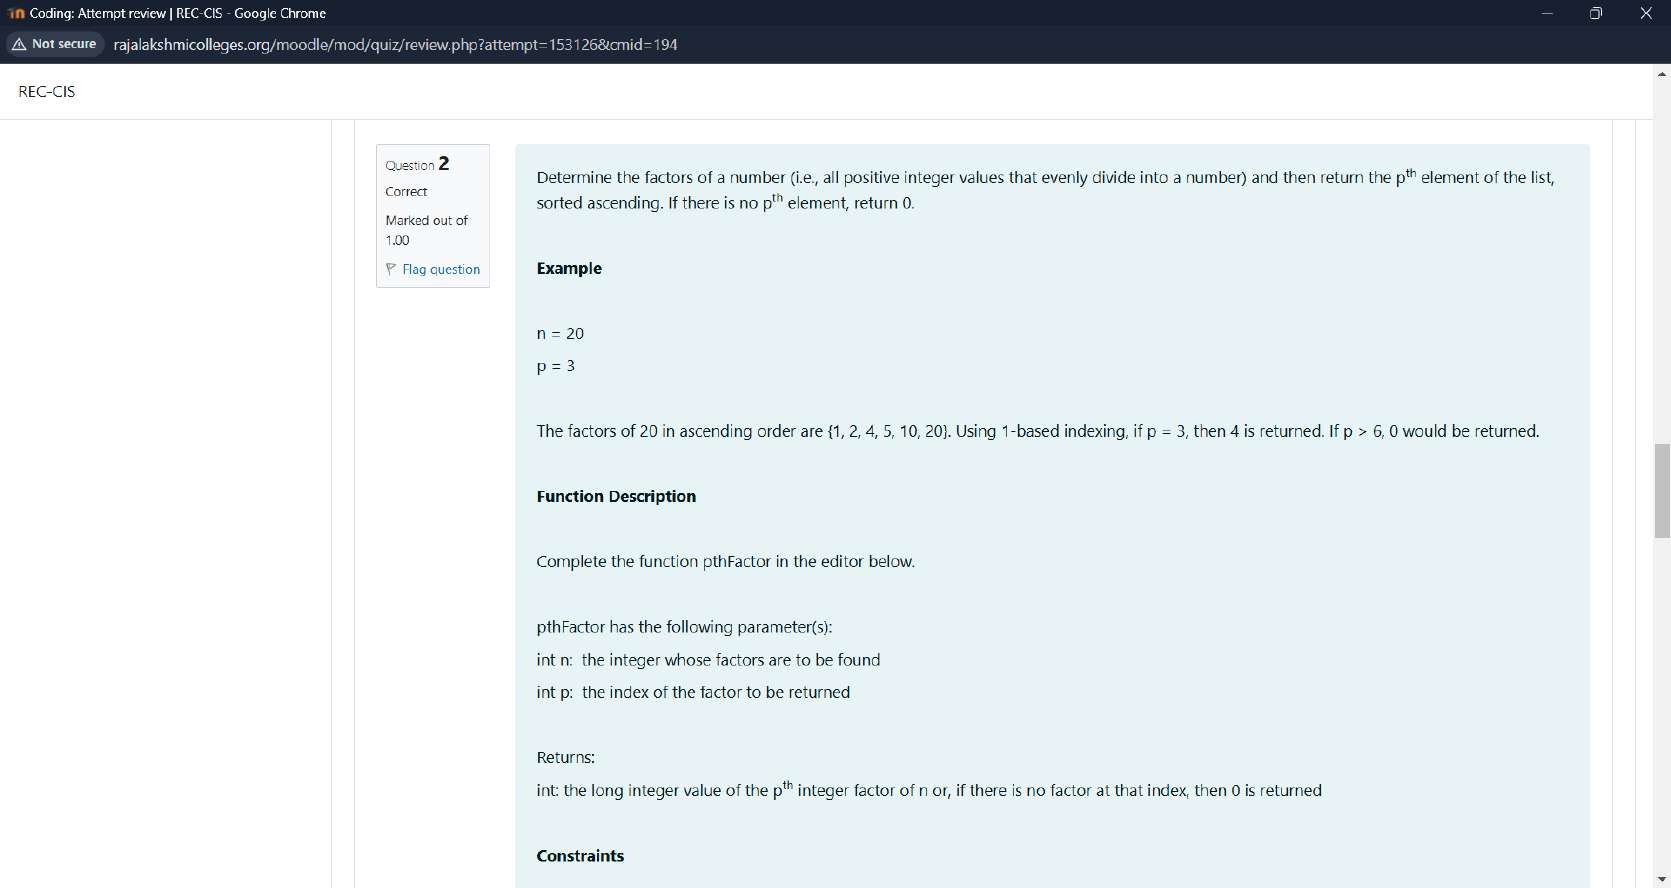 Coding: Attempt review | REC-CIS - Google Chrome
Not secure rajalakshmicolleges.org/moodle/mod/quiz/review.php?attempt=153126&cmid=194
REC-CIS
Question 2
Correct
Marked out of
1.00
Flag question
Determine the factors of a number (i.e., all positive integer values that evenly divide into a number) and then return the pth element of the list,
sorted ascending. If there is no pth element, return 0.
Example
n = 20
p = 3
The factors of 20 in ascending order are {1, 2, 4, 5, 10, 20}. Using 1-based indexing, if p = 3, then 4 is returned. If p > 6, 0 would be returned.
Function Description
Complete the function pthFactor in the editor below.
pthFactor has the following parameter(s):
int n:  the integer whose factors are to be found
int p:  the index of the factor to be returned
Returns:
int: the long integer value of the pth integer factor of n or, if there is no factor at that index, then 0 is returned
Constraints